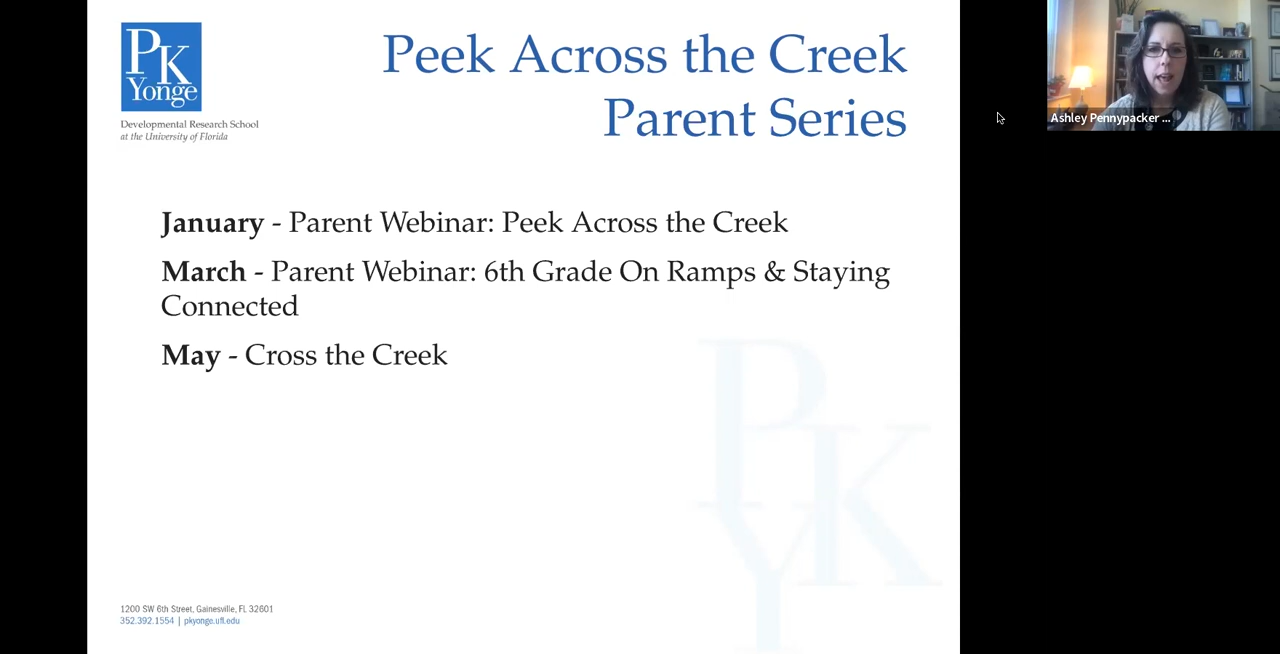 PK
Yonge
Developmental Research School
at the University of Florida
Peek Across the Creek
Parent Series
Ashley Pennypacker ...
January - Parent Webinar: Peek Across the Creek
March - Parent Webinar: 6th Grade On Ramps & Staying
Connected
May - Cross the Creek
PK
Y
1200 SW 6th Street, Gainesville, FL 32601
352.392.1554 | pkyonge.ufl.edu